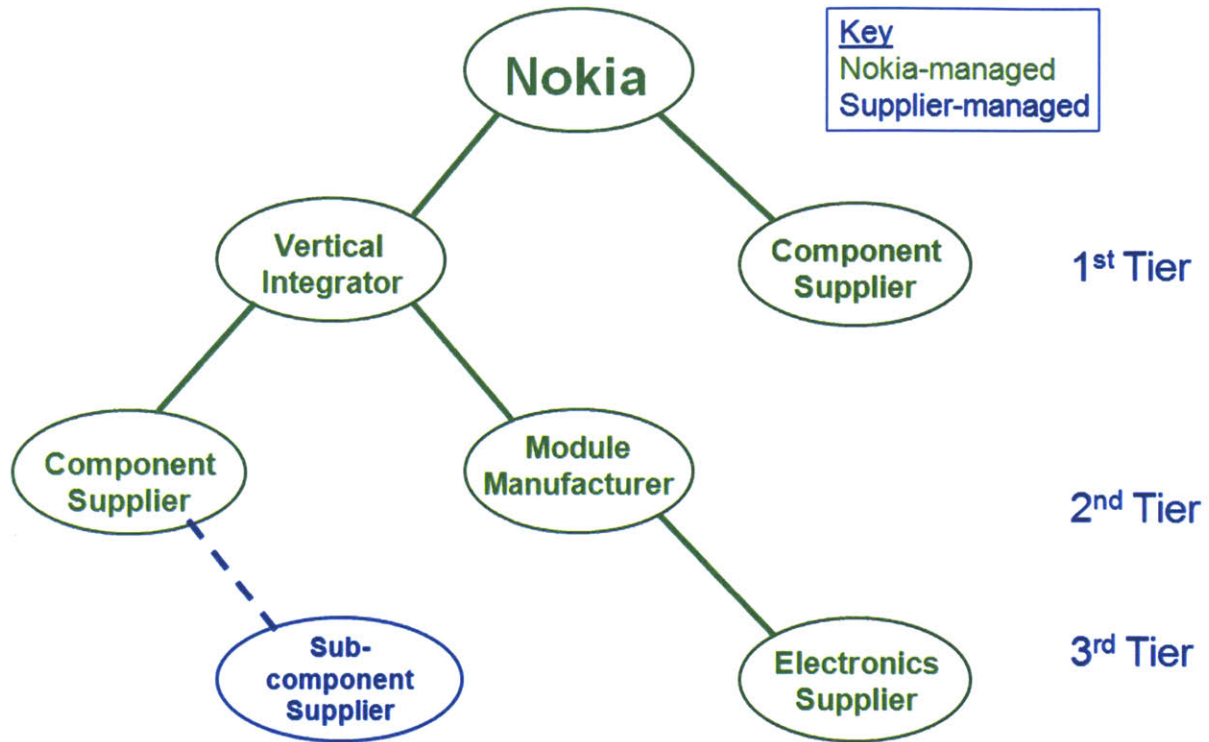 Nokia
Key
Nokia-managed
Supplier-managed
Vertical
Integrator
Component
Supplier
1st Tier
Component
Supplier
Module
Manufacturer
2nd Tier
Sub-
component
Supplier
Electronics
Supplier
3rd Tier